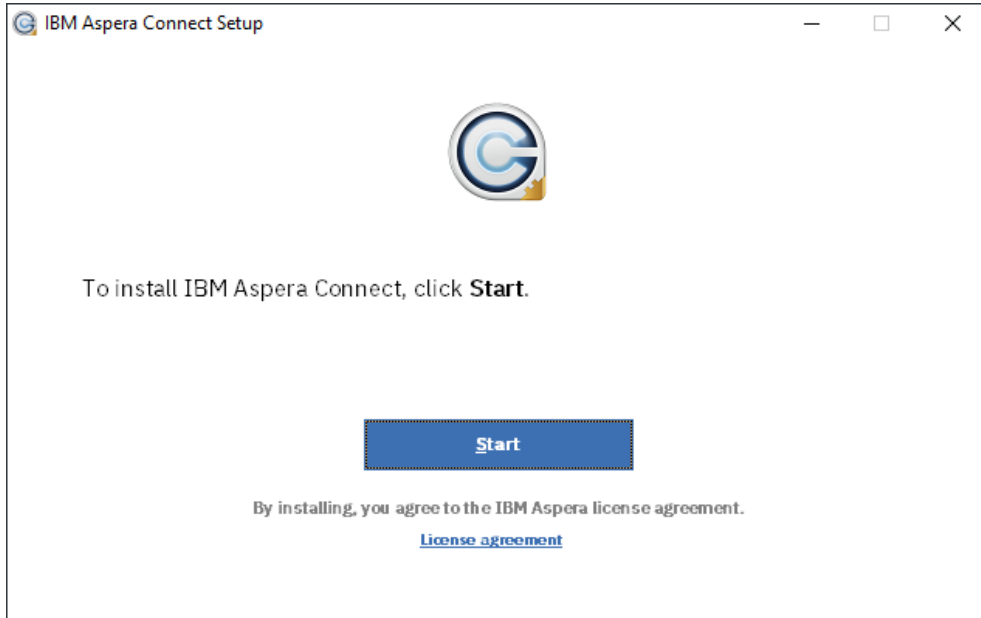 IBM Aspera Connect Setup
To install IBM Aspera Connect, click Start.
Start
By installing, you agree to the IBM Aspera license agreement.
License agreement